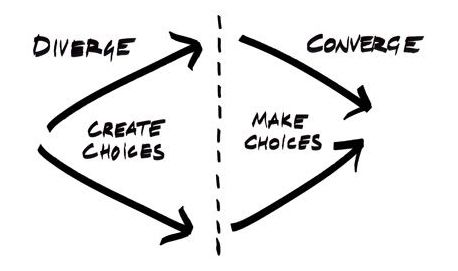 DIVERGE
CREATE
CHOICES
CONVERGE
MAKE
CHOICES